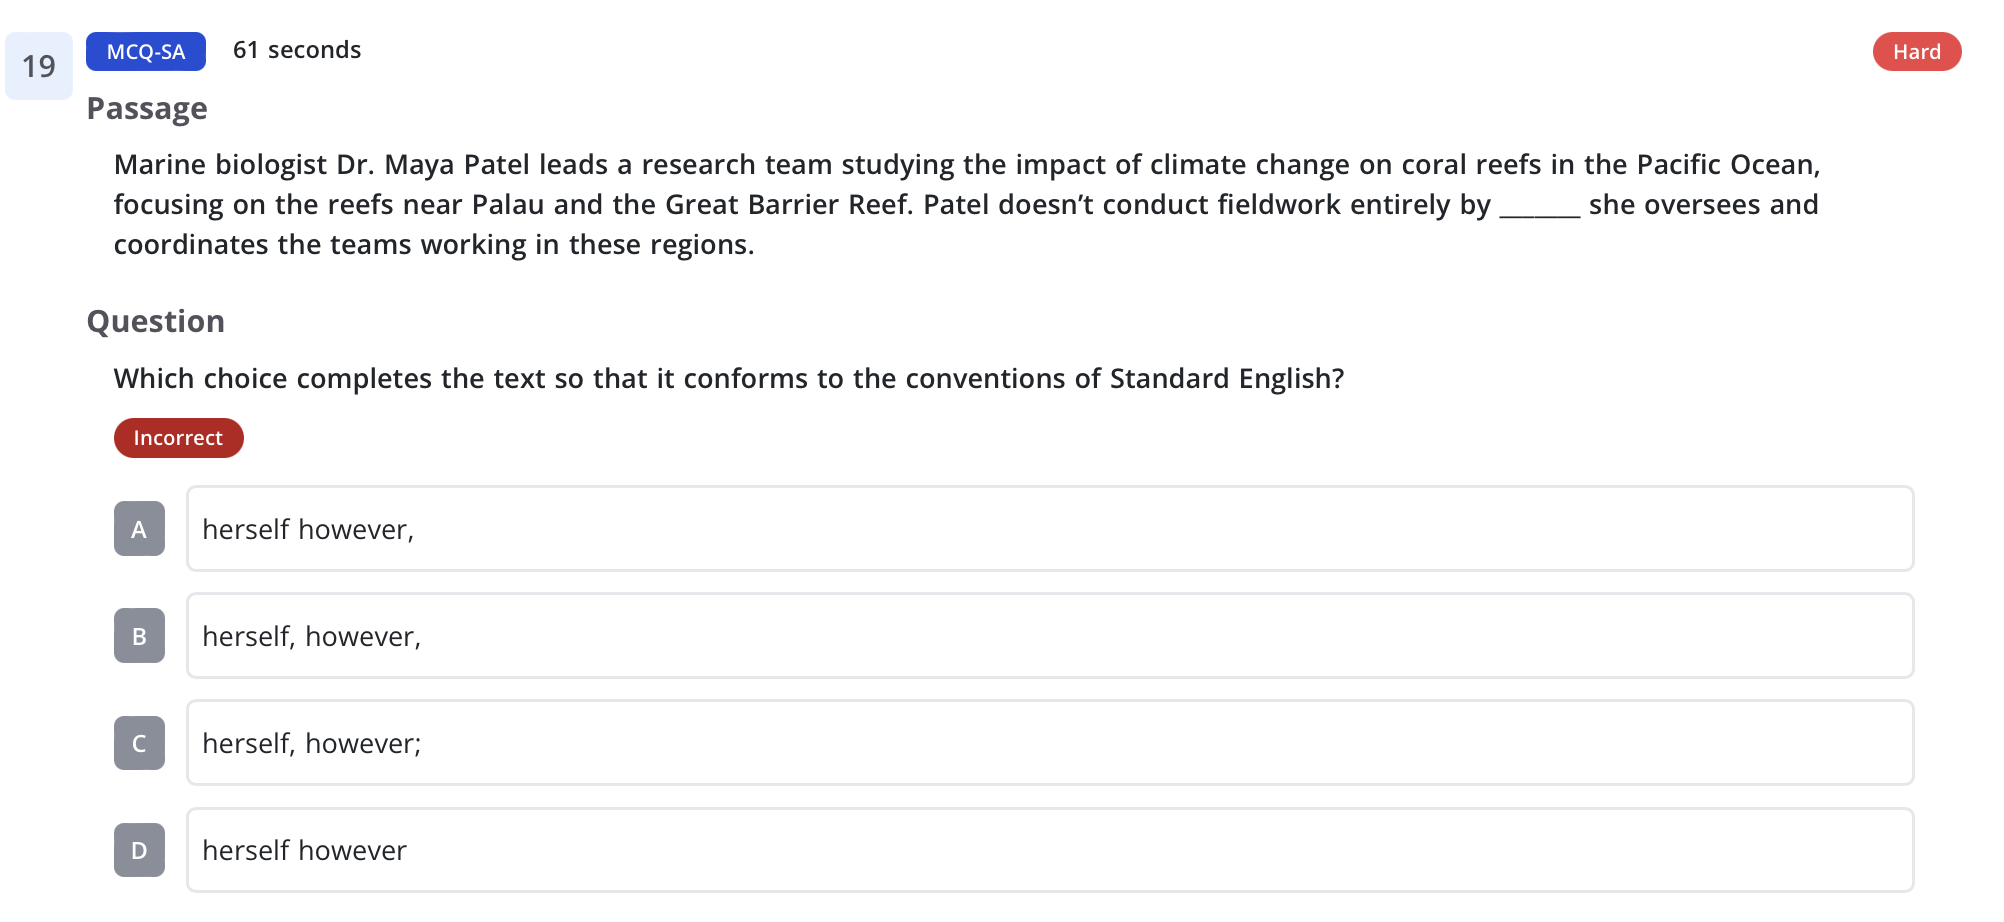 19
MCQ-SA 61 seconds Hard
Passage
Marine biologist Dr. Maya Patel leads a research team studying the impact of climate change on coral reefs in the Pacific Ocean,
focusing on the reefs near Palau and the Great Barrier Reef. Patel doesn’t conduct fieldwork entirely by ______ she oversees and
coordinates the teams working in these regions.
Question
Which choice completes the text so that it conforms to the conventions of Standard English?
Incorrect
A herself however,
B herself, however,
C herself, however;
D herself however